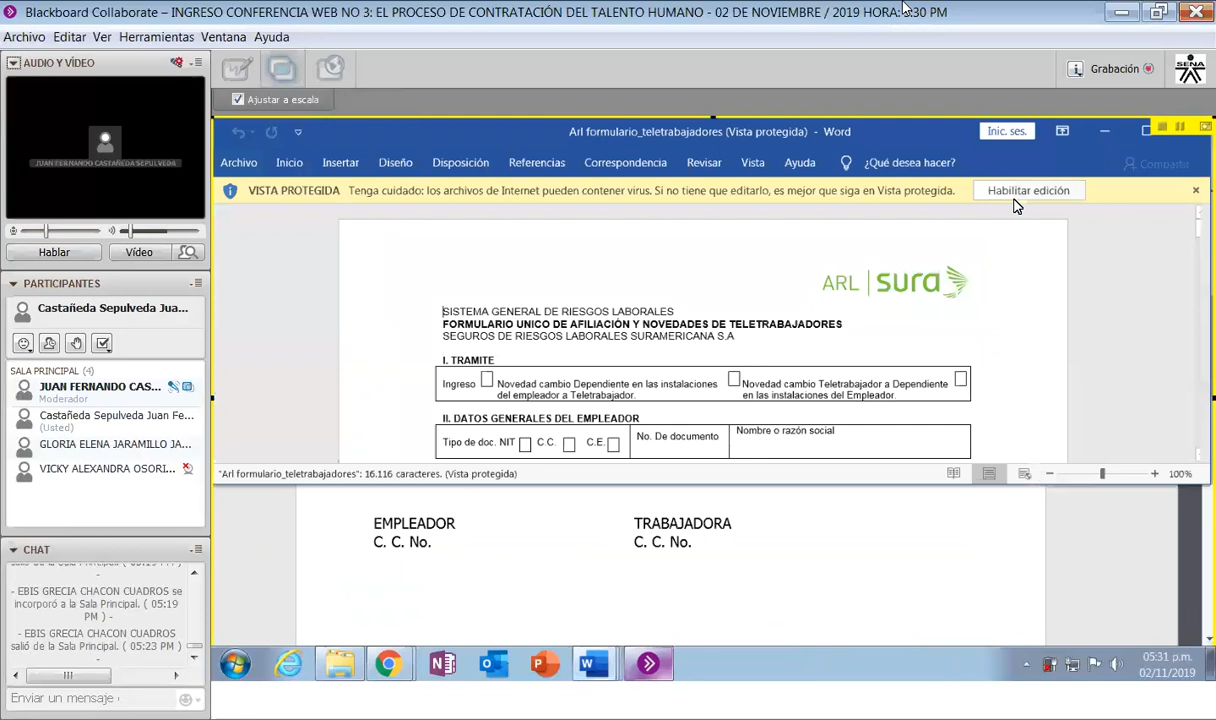 Blackboard Collaborate – INGRESO CONFERENCIA WEB NO 3: EL PROCESO DE CONTRATACIÓN DEL TALENTO HUMANO - 02 DE NOVIEMBRE / 2019 HORA: :30 PM
Archivo Editar Ver Herramientas Ventana Ayuda
AUDIO Y VÍDEO
JUAN FERNANDO CASTAÑEDA SEPULVEDA
Hablar Vídeo
PARTICIPANTES
Castañeda Sepulveda Jua...
SALA PRINCIPAL (4)
JUAN FERNANDO CAS...
Moderador
Castañeda Sepulveda Juan Fe...
(Usted)
GLORIA ELENA JARAMILLO JA...
VICKY ALEXANDRA OSORI...
CHAT
-
- EBIS GRECIA CHACON CUADROS se
incorporó a la Sala Principal. ( 05:19
PM ) -
- EBIS GRECIA CHACON CUADROS
salió de la Sala Principal. ( 05:23 PM )
-
Enviar un mensaje
Grabación
SENA
Ajustar a escala
Arl formulario_teletrabajadores (Vista protegida) - Word
Inic. ses.
Archivo Inicio Insertar Diseño Disposición Referencias Correspondencia Revisar Vista Ayuda ¿Qué desea hacer? Compartir
VISTA PROTEGIDA Tenga cuidado: los archivos de Internet pueden contener virus. Si no tiene que editarlo, es mejor que siga en Vista protegida. Habilitar edición
ARL sura
SISTEMA GENERAL DE RIESGOS LABORALES
FORMULARIO UNICO DE AFILIACIÓN Y NOVEDADES DE TELETRABAJADORES
SEGUROS DE RIESGOS LABORALES SURAMERICANA S.A
I. TRAMITE
Ingreso Novedad cambio Dependiente en las instalaciones Novedad cambio Teletrabajador a Dependiente
del empleador a Teletrabajador. en las instalaciones del Empleador.
II. DATOS GENERALES DEL EMPLEADOR
Tipo de doc. NIT C C. C.E. No. De documento Nombre o razón social
"Arl formulario_teletrabajadores": 16.116 caracteres. (Vista protegida) 100%
EMPLEADOR TRABAJADORA
C. C. No. C. C. No.
05:31 p.m.
02/11/2019